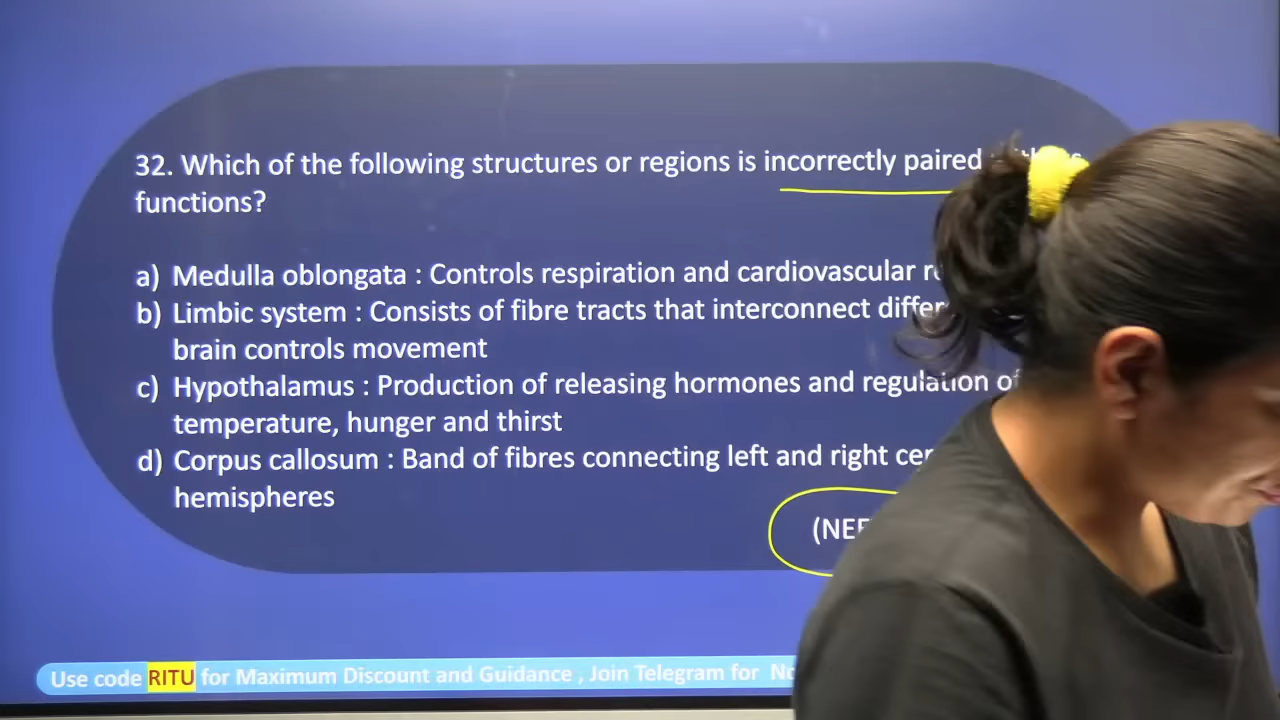 32. Which of the following structures or regions is incorrectly paired
functions?
a) Medulla oblongata : Controls respiration and cardiovascular
b) Limbic system : Consists of fibre tracts that interconnect
brain controls movement
c) Hypothalamus : Production of releasing hormones and regulation of
temperature, hunger and thirst
d) Corpus callosum : Band of fibres connecting left and right
hemispheres
Use code RITU for Maximum Discount and Guidance , Join Telegram for